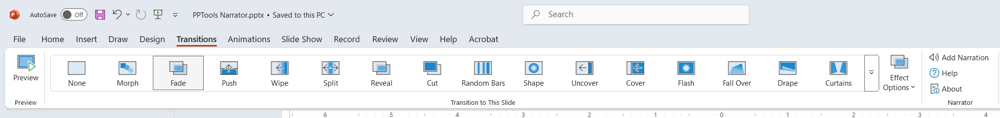 AutoSave Off PPTools Narrator.pptx • Saved to this PC Search
File Home Insert Draw Design Transitions Animations Slide Show Record Review View Help Acrobat
Preview
None Morph Fade Push Wipe Split Reveal Cut Random Bars Shape Uncover Cover Flash Fall Over Drape Curtains
Effect
Options
Add Narration
Help
About
Preview Transition to This Slide Narrator
6 5 4 3 2 1 0 1 2 3 4